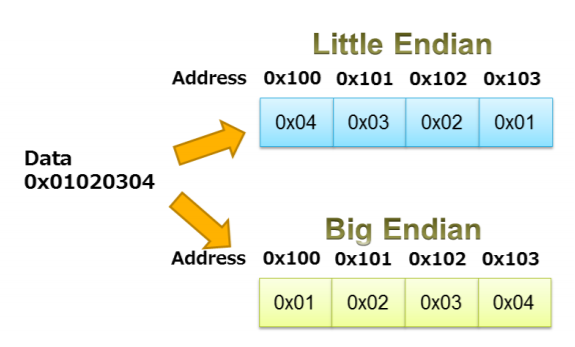 Little Endian
Address 0x100 0x101 0x102 0x103
0x04 0x03 0x02 0x01
Data
0x01020304
Big Endian
Address 0x100 0x101 0x102 0x103
0x01 0x02 0x03 0x04